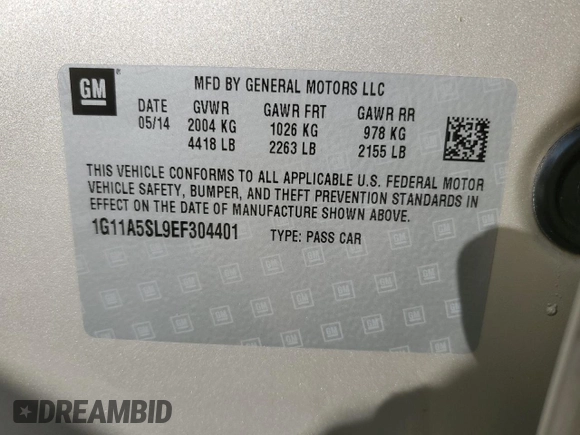 GM
MFD BY GENERAL MOTORS LLC
DATE GVWR GAWR FRT GAWR RR
05/14 2004 KG 1026 KG 978 KG
4418 LB 2263 LB 2155 LB
THIS VEHICLE CONFORMS TO ALL APPLICABLE U.S. FEDERAL MOTOR
VEHICLE SAFETY, BUMPER, AND THEFT PREVENTION STANDARDS IN
EFFECT ON THE DATE OF MANUFACTURE SHOWN ABOVE.
1G11A5SL9EF304401 TYPE: PASS CAR
DREAMBID